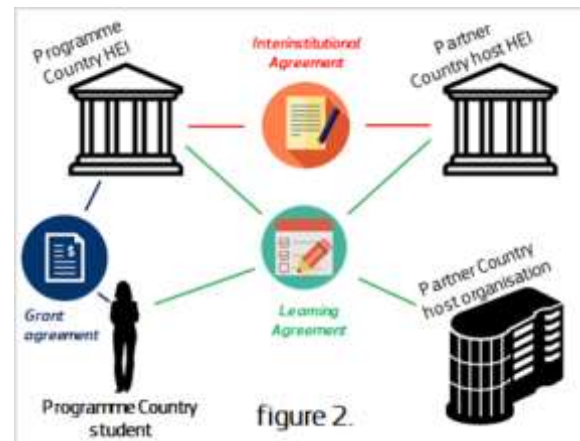 Programme
Country HEI
Interinstitutional
Agreement
Partner
Country host HEI
$
Grant
agreement
Learning
Agreement
Partner Country
host organisation
Programme Country
student
figure 2.